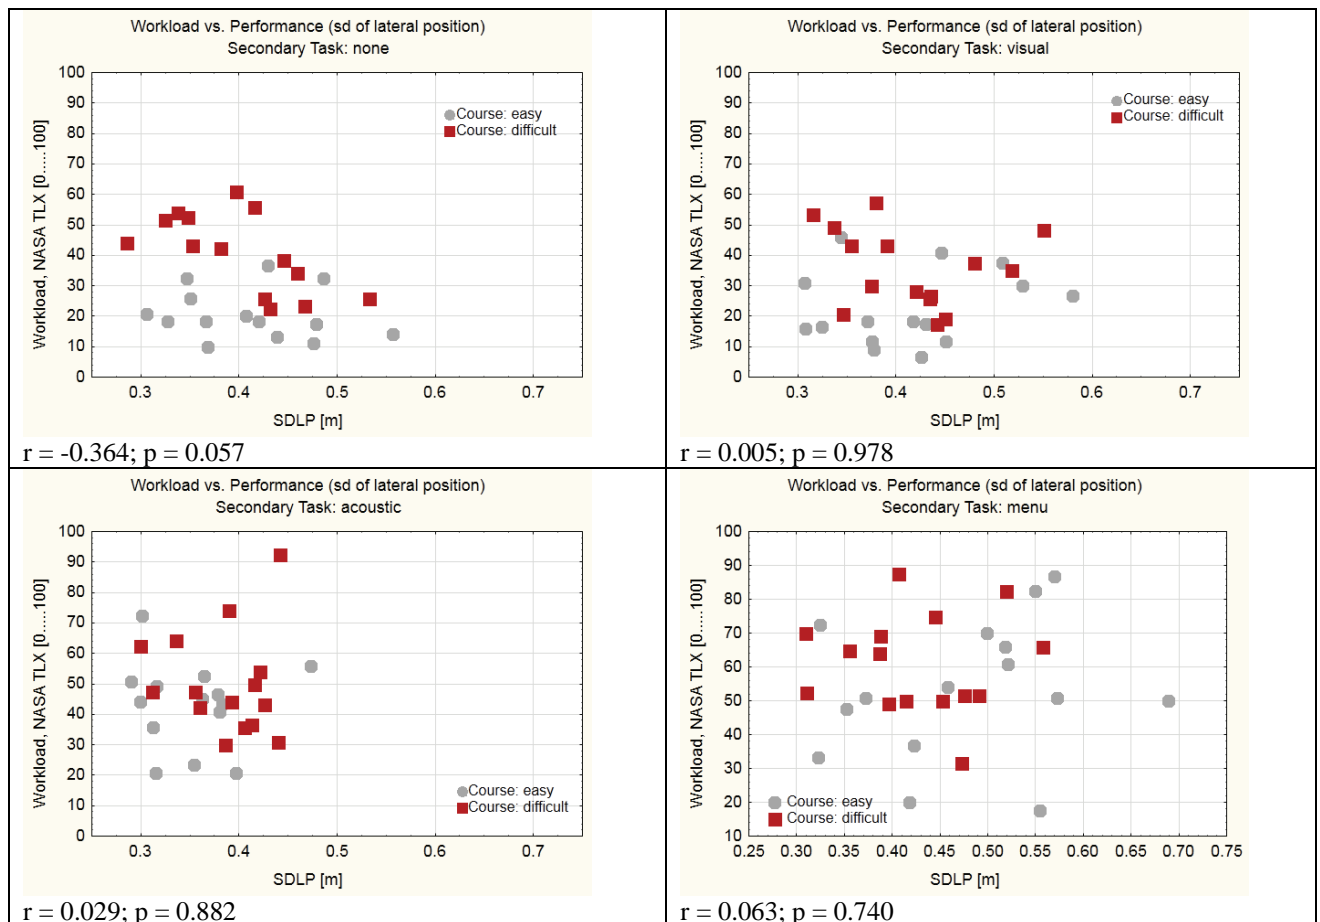 Workload vs. Performance (sd of lateral position)
Secondary Task: none
100
90
80
70
60
50
40
30
20
10
0
Workload, NASA TLX [0.....100]
Course: easy
Course: difficult
0.3 0.4 0.5 0.6 0.7
SDLP [m]
r = -0.364; p = 0.057
Workload vs. Performance (sd of lateral position)
Secondary Task: visual
100
90
80
70
60
50
40
30
20
10
0
Workload, NASA TLX [0.....100]
Course: easy
Course: difficult
0.3 0.4 0.5 0.6 0.7
SDLP [m]
r = 0.005; p = 0.978
Workload vs. Performance (sd of lateral position)
Secondary Task: acoustic
100
90
80
70
60
50
40
30
20
10
0
Workload, NASA TLX [0.....100]
Course: easy
Course: difficult
0.3 0.4 0.5 0.6 0.7
SDLP [m]
r = 0.029; p = 0.882
Workload vs. Performance (sd of lateral position)
Secondary Task: menu
100
90
80
70
60
50
40
30
20
10
Workload, NASA TLX [0.....100]
Course: easy
Course: difficult
0.25 0.30 0.35 0.40 0.45 0.50 0.55 0.60 0.65 0.70 0.75
SDLP [m]
r = 0.063; p = 0.740